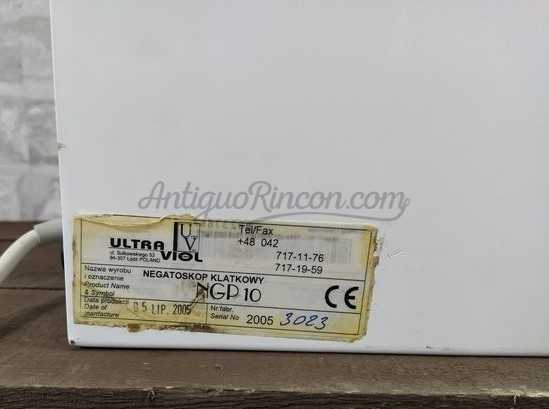 AntiguoRincon.com
ULTRA VIOL
UV
ul. Sulkowskiego 53
94-307 Łódź POLAND
Tel/Fax
+48 042
717-11-76
717-19-59
Nazwa wyrobu
i oznaczenie
Product Name
& Symbol
NEGATOSKOP KLATKOWY
NGP 10
Data produkcji
Date of
manfacture
05 LIP. 2005
Nr fabr.
Serial No
2005 3023
CE